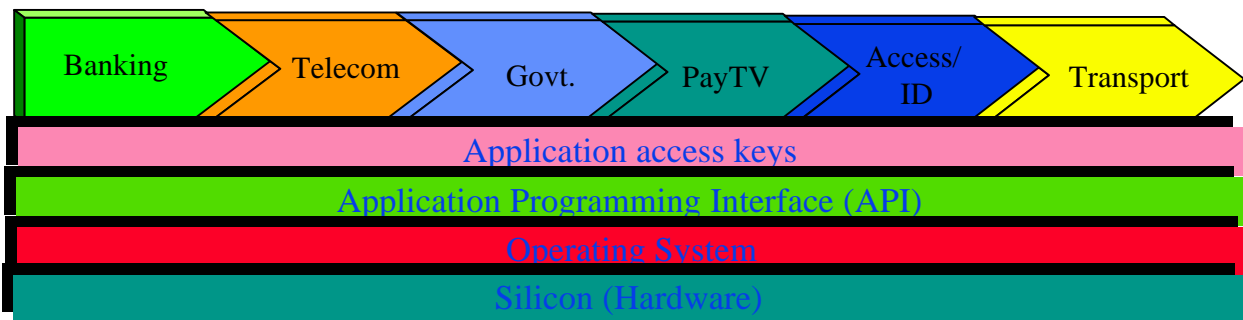 Banking
Telecom
Govt.
PayTV
Access/
ID
Transport
Application access keys
Application Programming Interface (API)
Operating System
Silicon (Hardware)